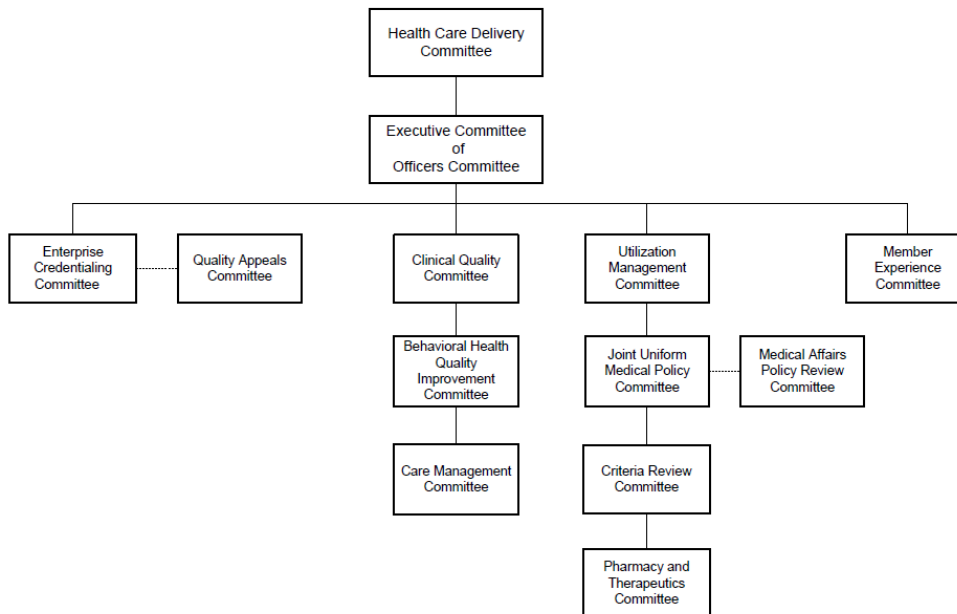 Health Care Delivery
Committee
Executive Committee
of
Officers Committee
Enterprise
Credentialing
Committee
Quality Appeals
Committee
Clinical Quality
Committee
Utilization
Management
Committee
Member
Experience
Committee
Behavioral Health
Quality
Improvement
Committee
Joint Uniform
Medical Policy
Committee
Medical Affairs
Policy Review
Committee
Care Management
Committee
Criteria Review
Committee
Pharmacy and
Therapeutics
Committee